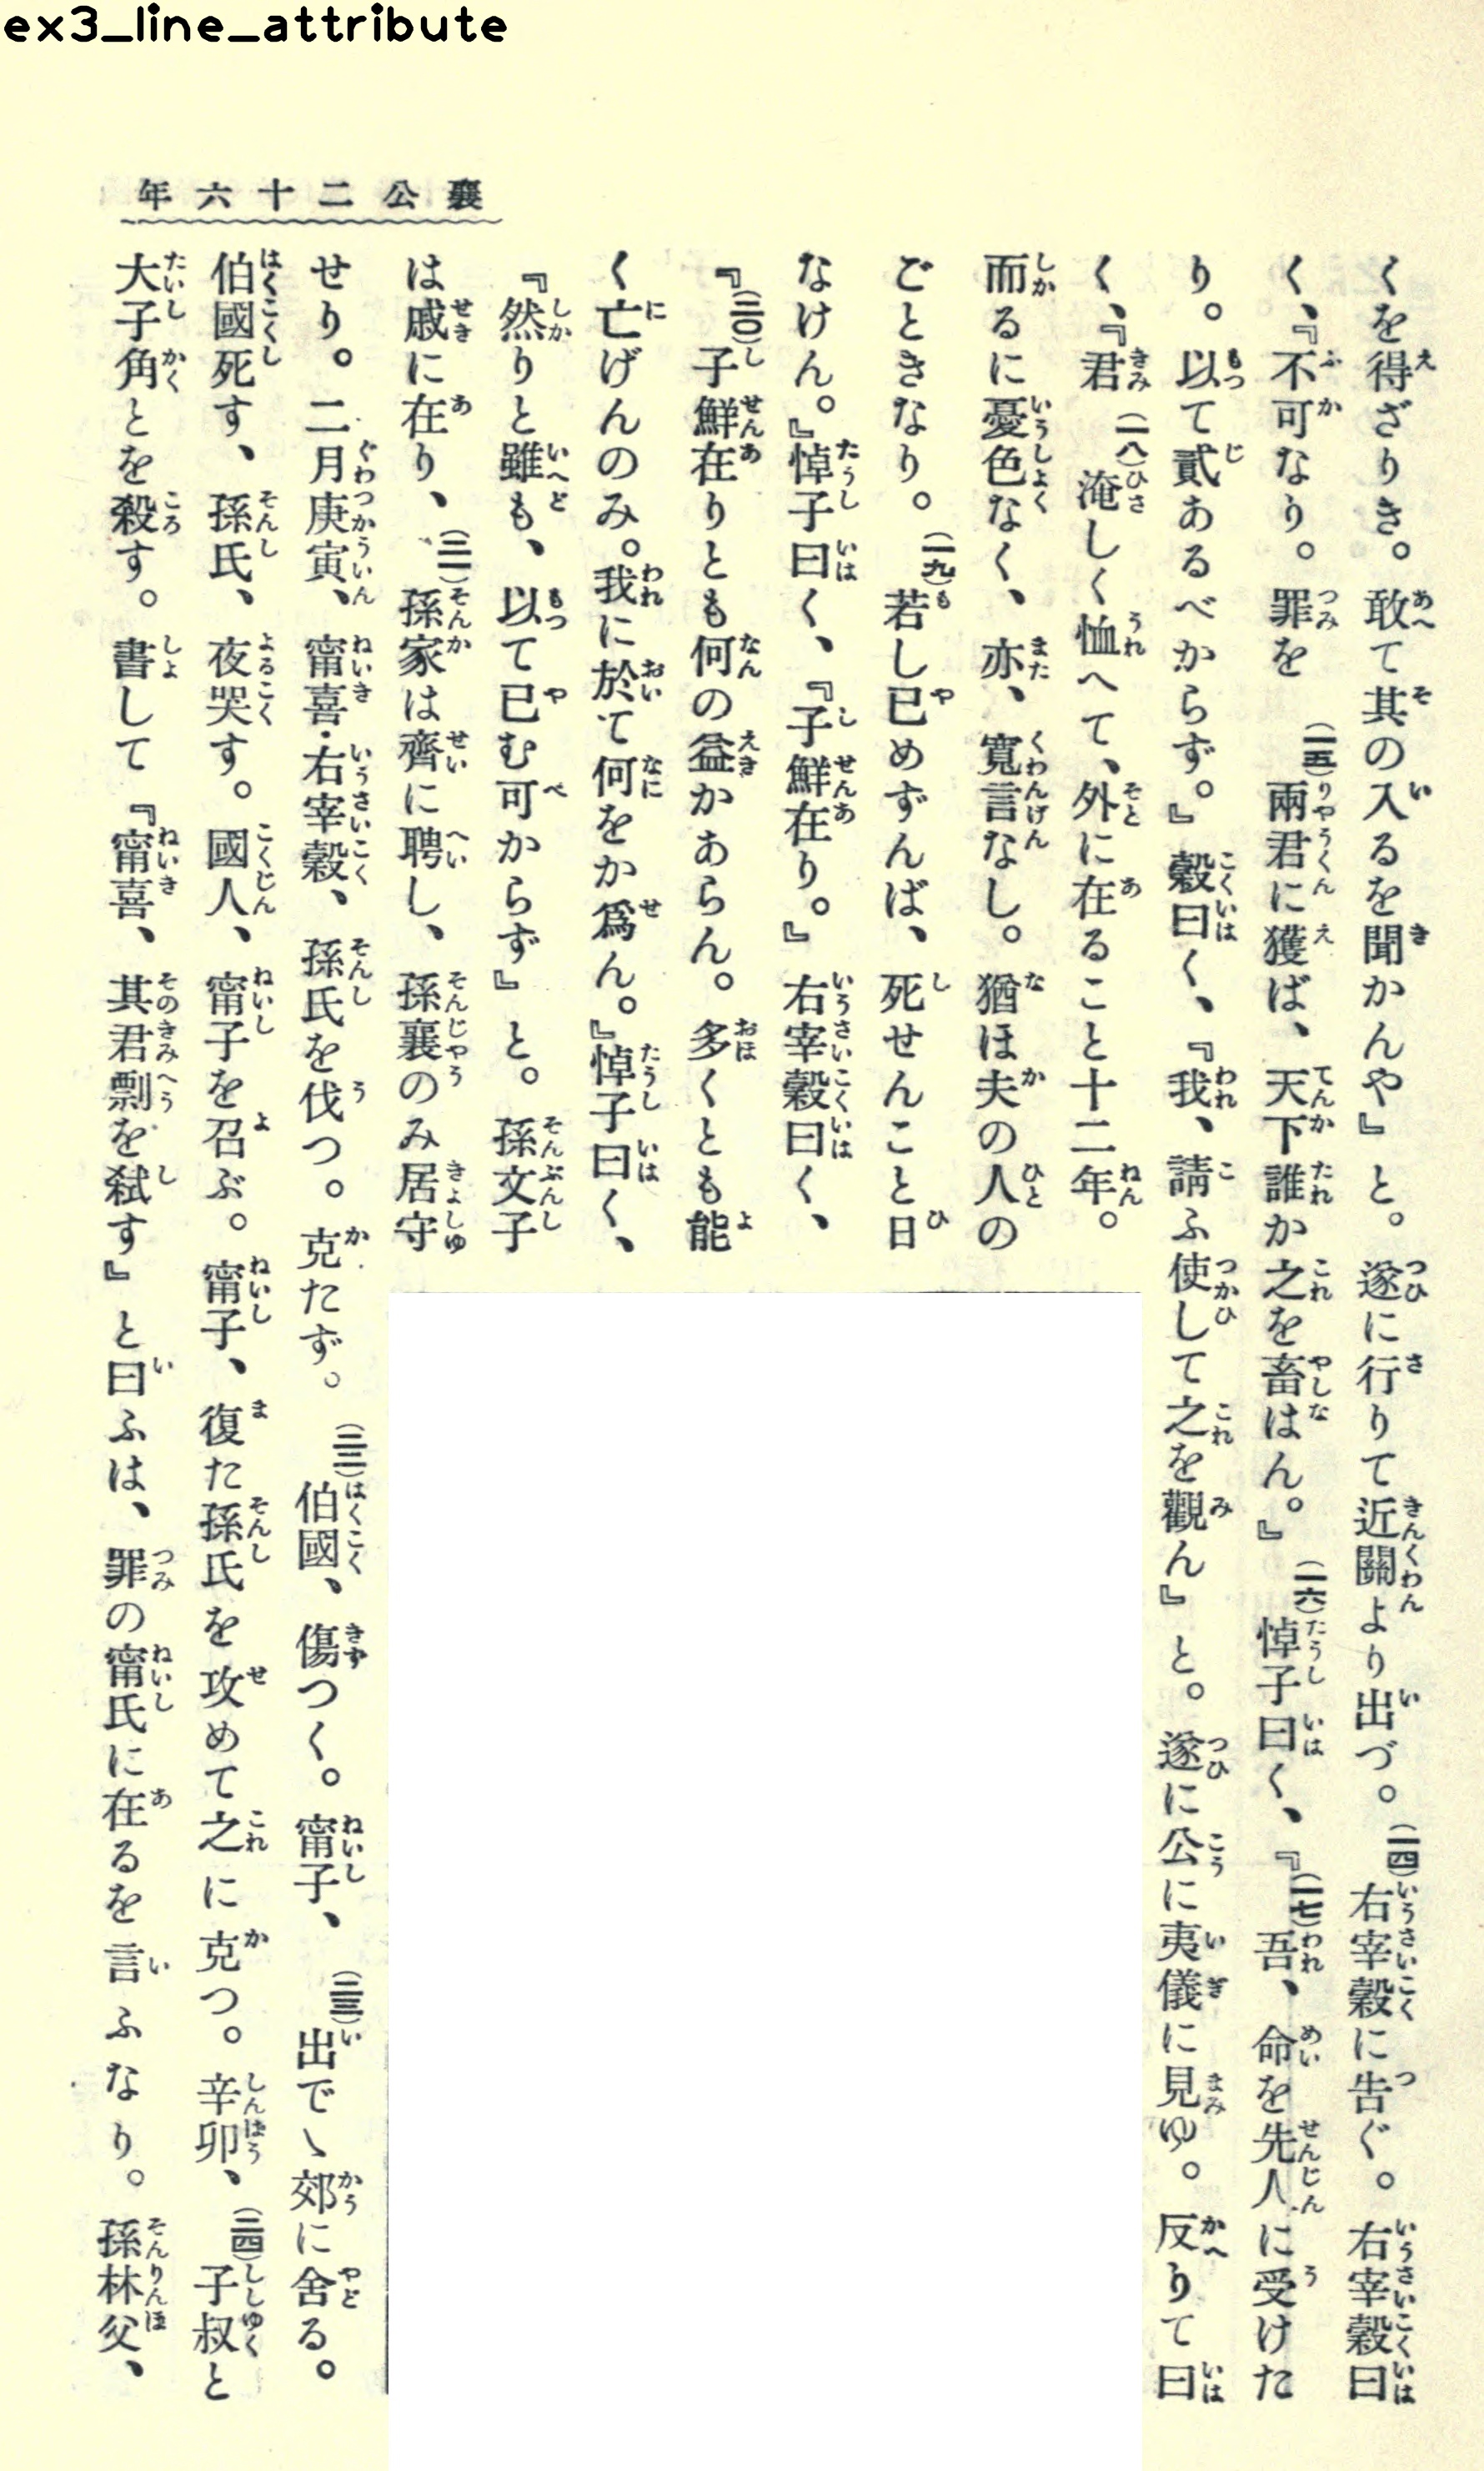 ex3_line_attribute
襄公二十六年
くを得ざりき。敢て其の入るを聞かんや』と。遂に行りて近關より出づ。(一四)右宰穀に告ぐ。右宰穀曰
く、『不可なり。罪を(一五)兩君に獲ば、天下誰か之を畜はん。』(一六)悼子曰く、『(一七)吾、命を先人に受けた
り。以て貳あるべからず。』穀曰く、『我、請ふ使して之を觀ん』と。遂に公に夷儀に見ゆ。反りて曰
く、『君(一八)淹しく恤へて、外に在ること十二年。
而るに憂色なく、亦、寬言なし。猶ほ夫の人の
ごときなり。(一九)若し已めずんば、死せんこと日
なけん。』悼子曰く、『子鮮在り。』右宰穀曰く、
『(二〇)子鮮在りとも何の益かあらん。多くとも能
く亡げんのみ。我に於て何をか爲ん。』悼子曰く、
『然りと雖も、以て已む可からず』と。孫文子
は戚に在り、(二一)孫家は齊に聘し、孫襄のみ居守
せり。二月庚寅、甯喜・右宰穀、孫氏を伐つ。克たず。(二二)伯國、傷つく。甯子、(二三)出でゝ郊に舍る。
伯國死す、孫氏、夜哭す。國人、甯子を召ぶ。甯子、復た孫氏を攻めて之に克つ。辛卯、(二四)子叔と
大子角とを殺す。書して『甯喜、其君剽を弑す』と曰ふは、罪の甯氏に在るを言ふなり。孫林父、